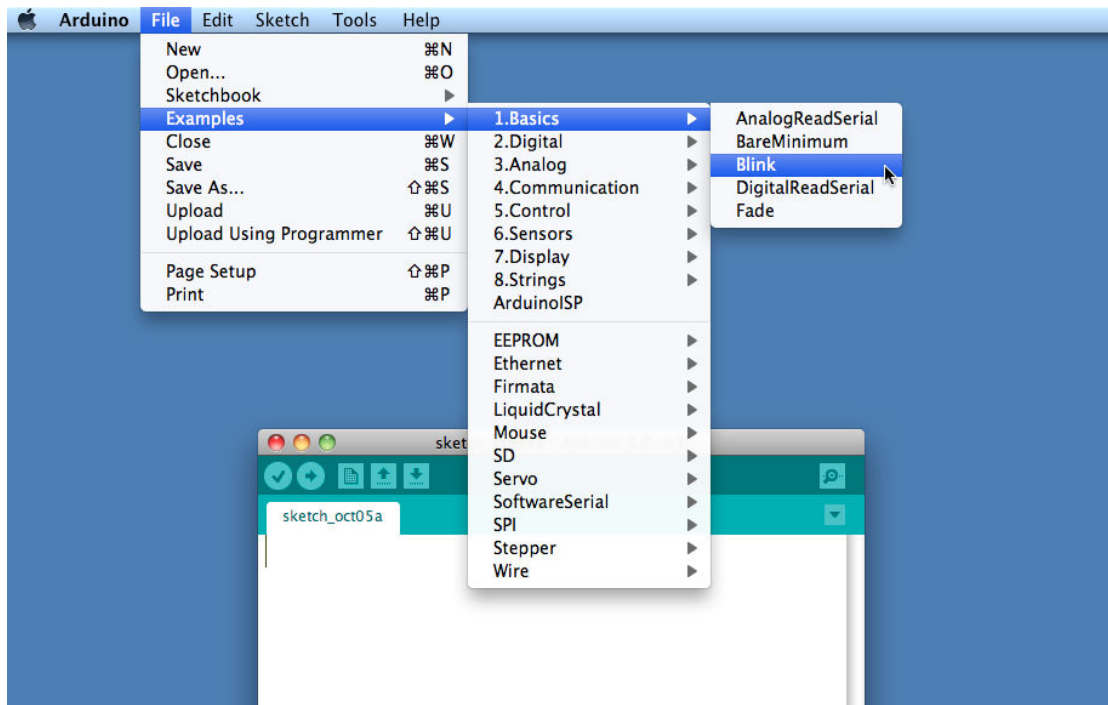 Arduino File Edit Sketch Tools Help
New ⌘N
Open... ⌘O
Sketchbook
Examples
Close ⌘W
Save ⌘S
Save As... ⇧⌘S
Upload ⌘U
Upload Using Programmer ⇧⌘U
Page Setup ⇧⌘P
Print ⌘P
1.Basics
2.Digital
3.Analog
4.Communication
5.Control
6.Sensors
7.Display
8.Strings
ArduinoISP
EEPROM
Ethernet
Firmata
LiquidCrystal
Mouse
SD
Servo
SoftwareSerial
SPI
Stepper
Wire
AnalogReadSerial
BareMinimum
Blink
DigitalReadSerial
Fade
sket
sketch_oct05a